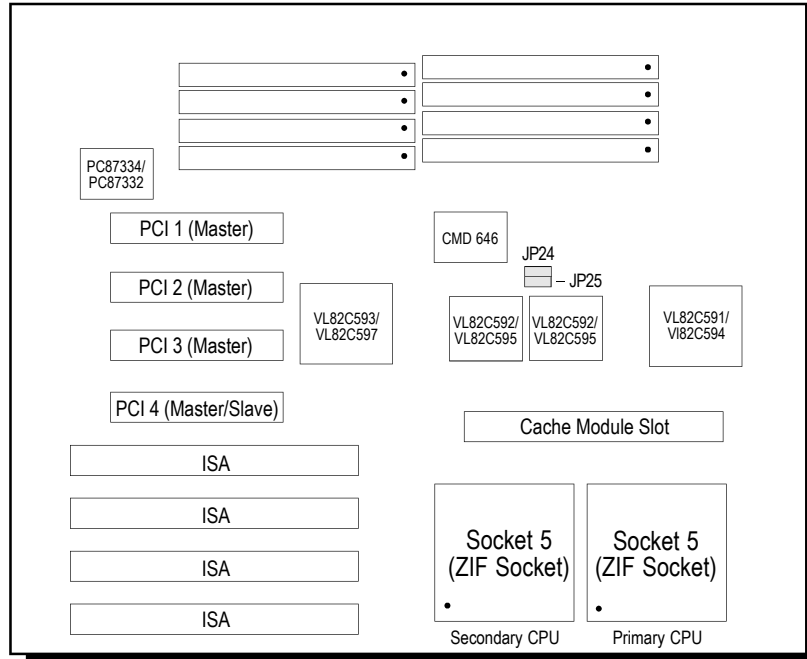 PC87334/
PC87332
PCI 1 (Master)
CMD 646
JP24
JP25
PCI 2 (Master)
VL82C593/
VL82C597
VL82C592/
VL82C595
VL82C592/
VL82C595
VL82C591/
Vl82C594
PCI 3 (Master)
PCI 4 (Master/Slave)
Cache Module Slot
ISA
ISA
ISA
ISA
Socket 5
(ZIF Socket)
Secondary CPU
Socket 5
(ZIF Socket)
Primary CPU